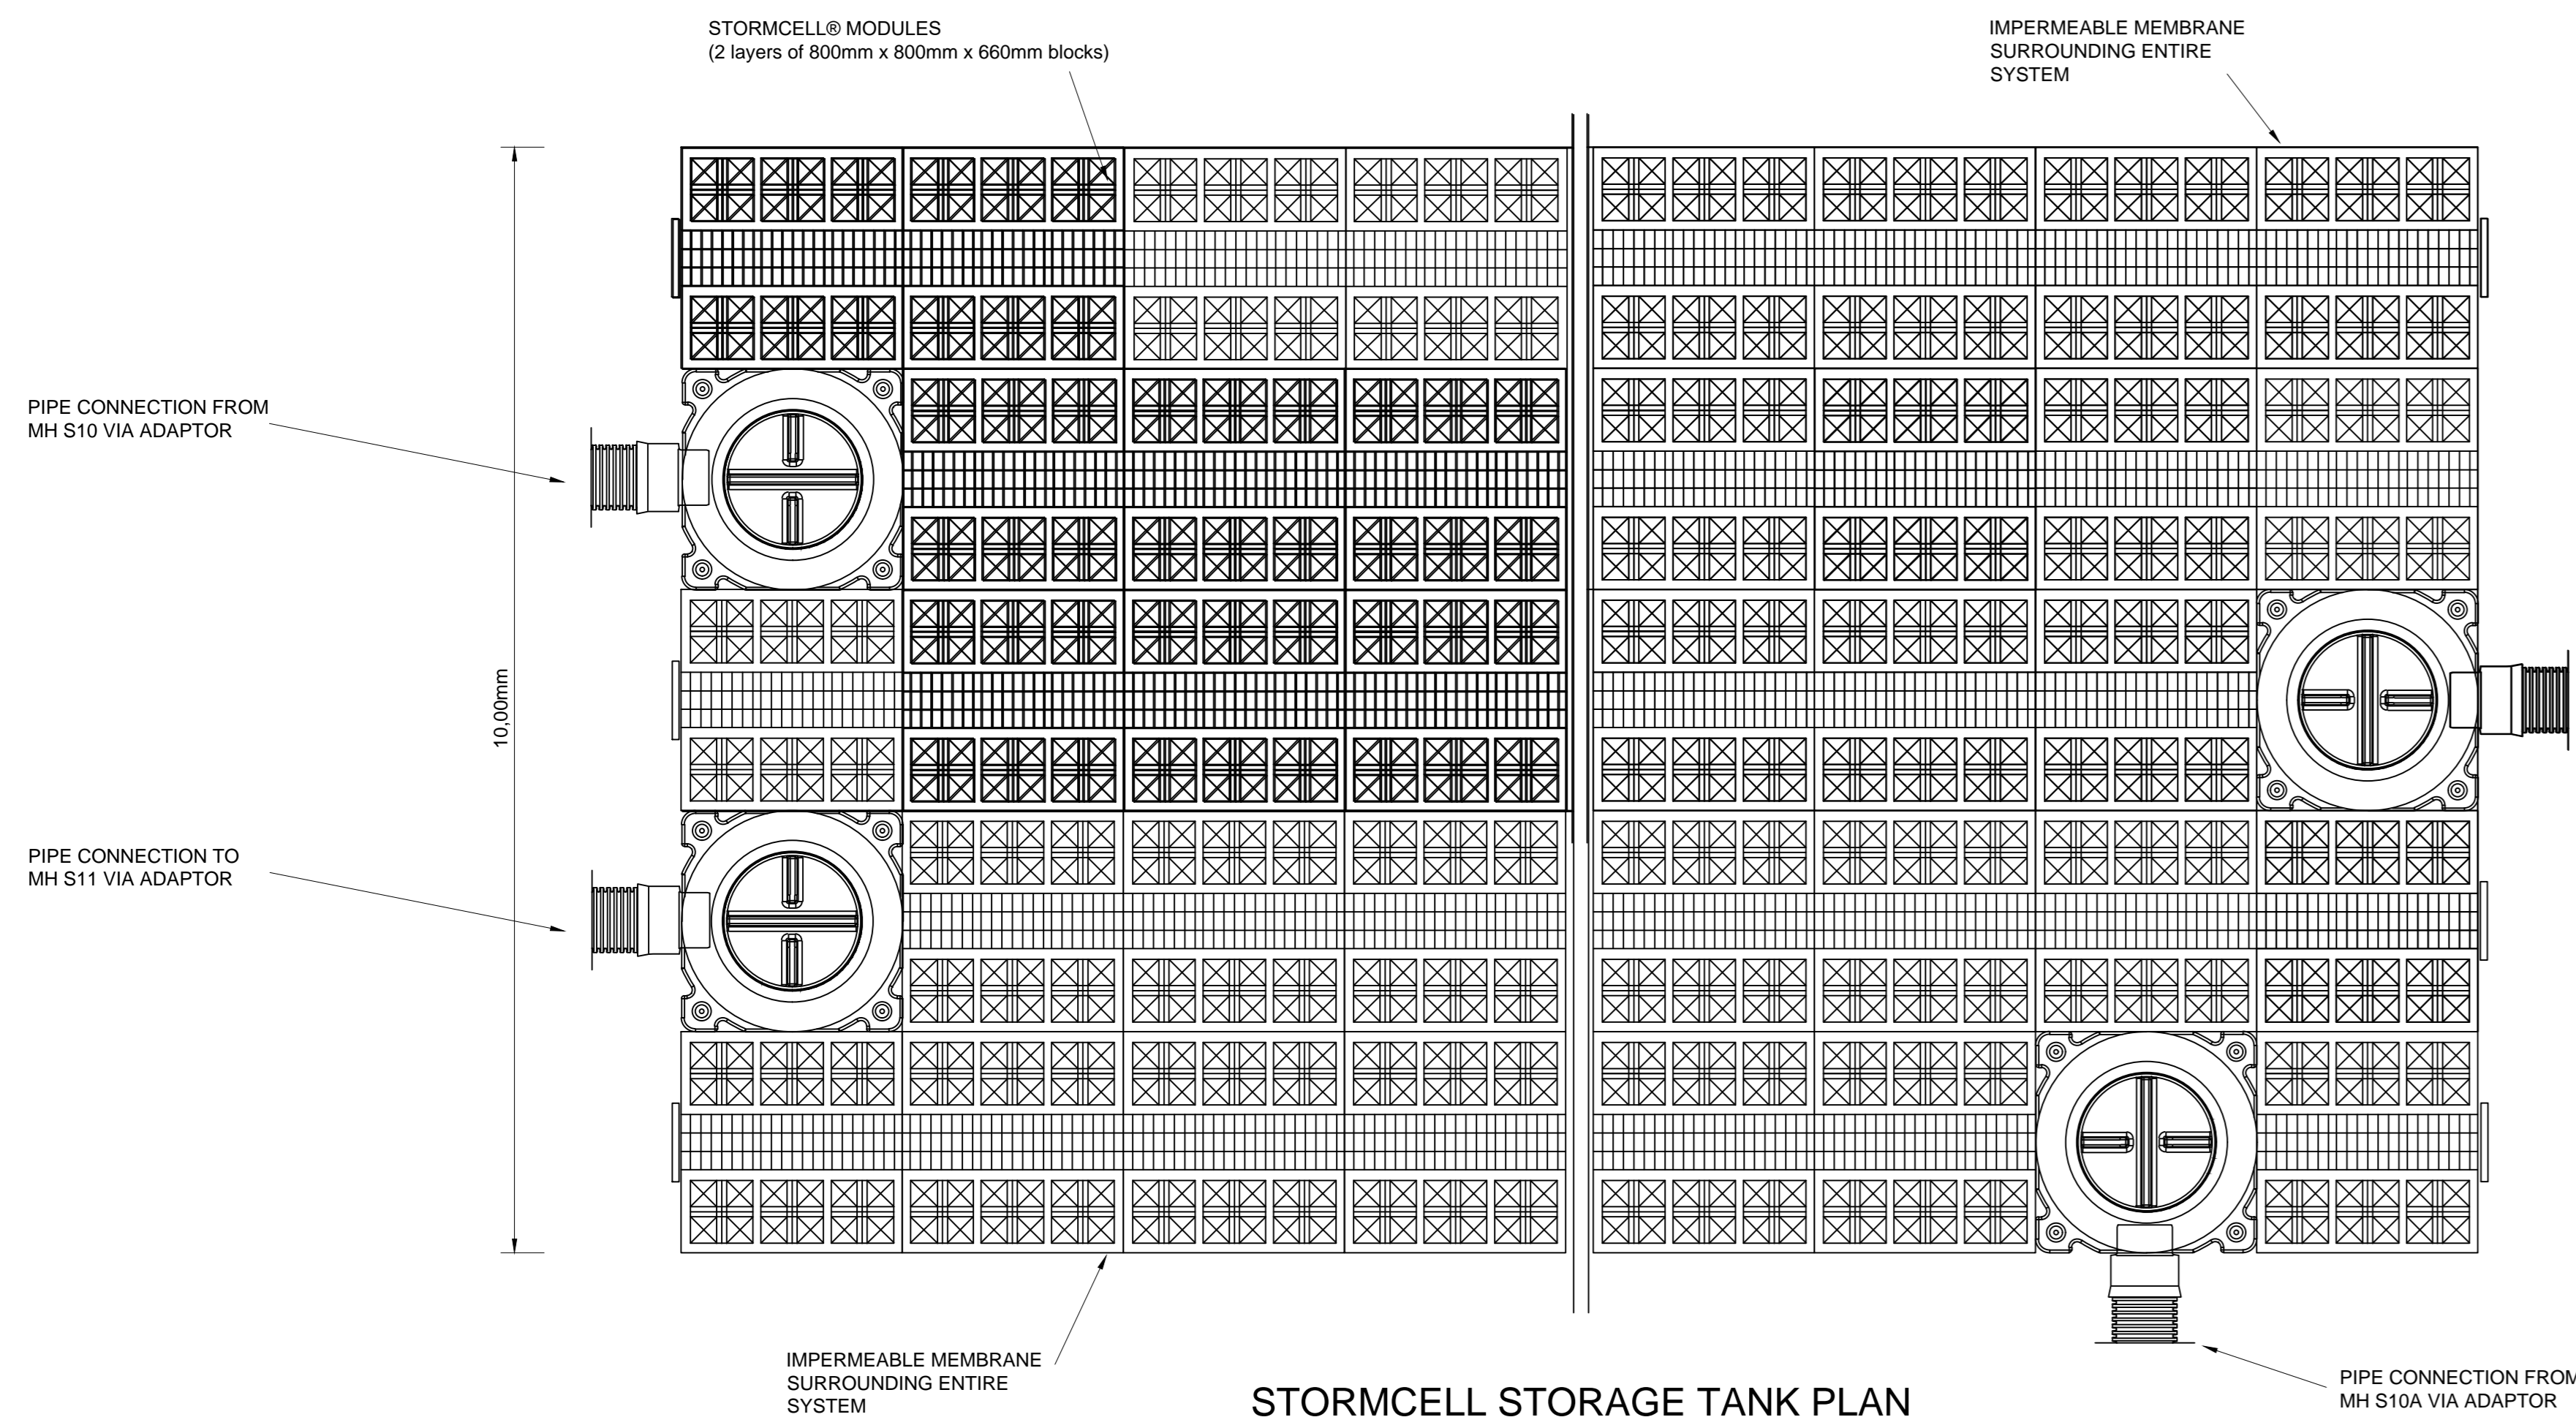 STORMCELL® MODULES
(2 layers of 800mm x 800mm x 660mm blocks)
IMPERMEABLE MEMBRANE
SURROUNDING ENTIRE
SYSTEM
PIPE CONNECTION FROM
MH S10 VIA ADAPTOR
10,00mm
PIPE CONNECTION TO
MH S11 VIA ADAPTOR
IMPERMEABLE MEMBRANE
SURROUNDING ENTIRE
SYSTEM
STORMCELL STORAGE TANK PLAN
PIPE CONNECTION FROM
MH S10A VIA ADAPTOR